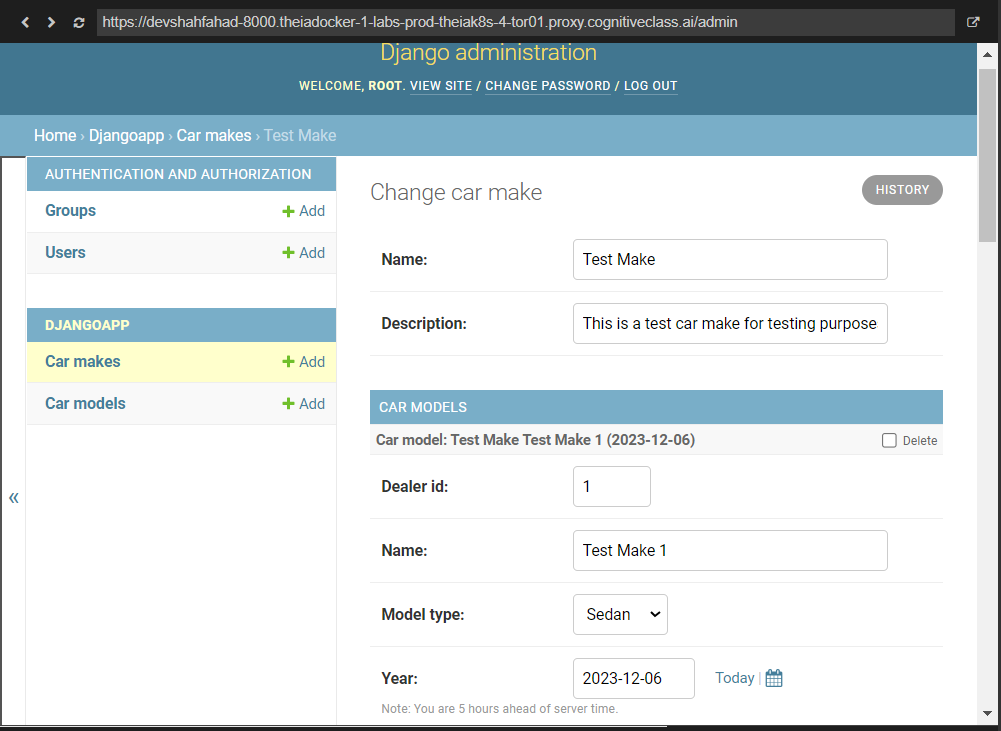 https://devshahfahad-8000.theiadocker-1-labs-prod-theiak8s-4-tor01.proxy.cognitiveclass.ai/admin
Django administration
WELCOME, ROOT. VIEW SITE / CHANGE PASSWORD / LOG OUT
Home › Djangoapp › Car makes › Test Make
AUTHENTICATION AND AUTHORIZATION
Groups + Add
Users + Add
DJANGOAPP
Car makes + Add
Car models + Add
«
Change car make
HISTORY
Name: Test Make
Description: This is a test car make for testing purpose
CAR MODELS
Car model: Test Make Test Make 1 (2023-12-06) Delete
Dealer id: 1
Name: Test Make 1
Model type: Sedan
Year: 2023-12-06 Today |
Note: You are 5 hours ahead of server time.